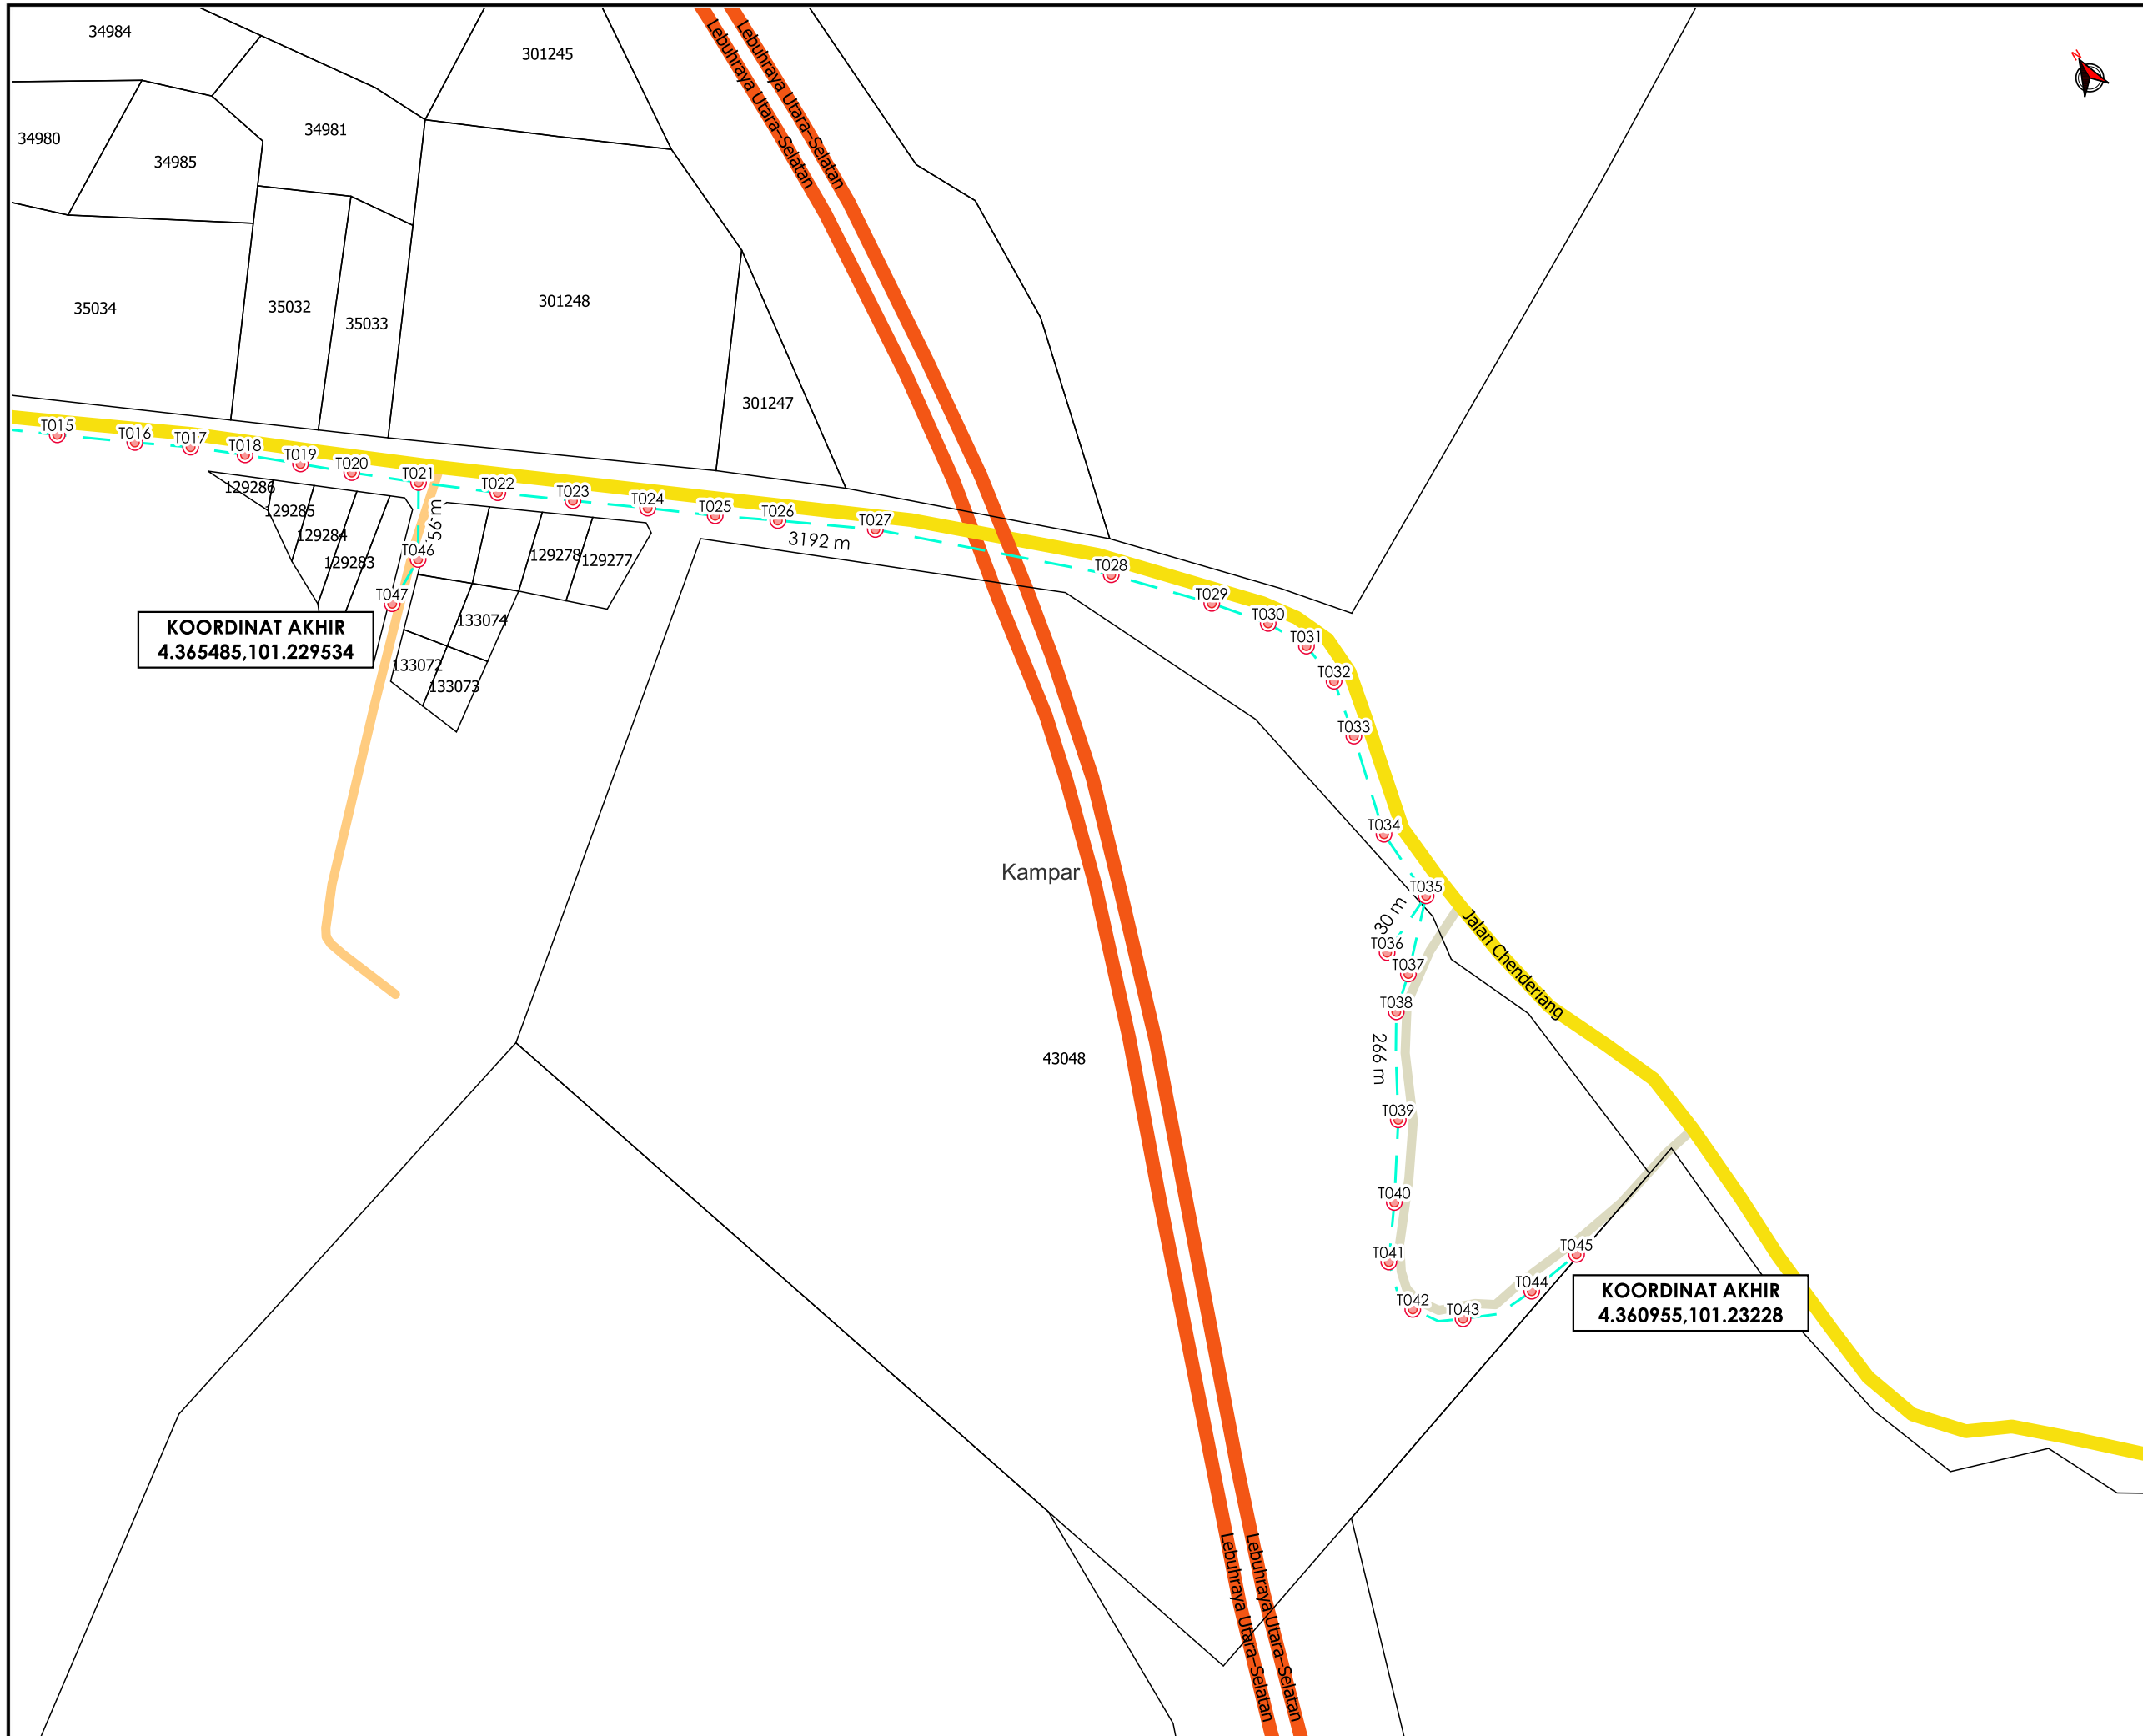 34984
301245
Lebuhraya Utara-Selatan
Lebuhraya Utara-Selatan
N
34980
34985
34981
35034
35032
35033
301248
301247
T015
T016
T017
T018
T019
T020
T021
T022
T023
T024
T025
T026
T027
3192 m
T028
T029
T030
T031
T032
T033
T034
T035
129286
129285
129284
129283
56 m
T046
T047
129278
129277
133074
133072
133073
KOORDINAT AKHIR
4.365485,101.229534
Kampar
43048
30 m
T036
T037
T038
Jalan Chenderiang
266 m
T039
T040
T041
T042
T043
T044
T045
KOORDINAT AKHIR
4.360955,101.23228
Lebuhraya Utara-Selatan
Lebuhraya Utara-Selatan